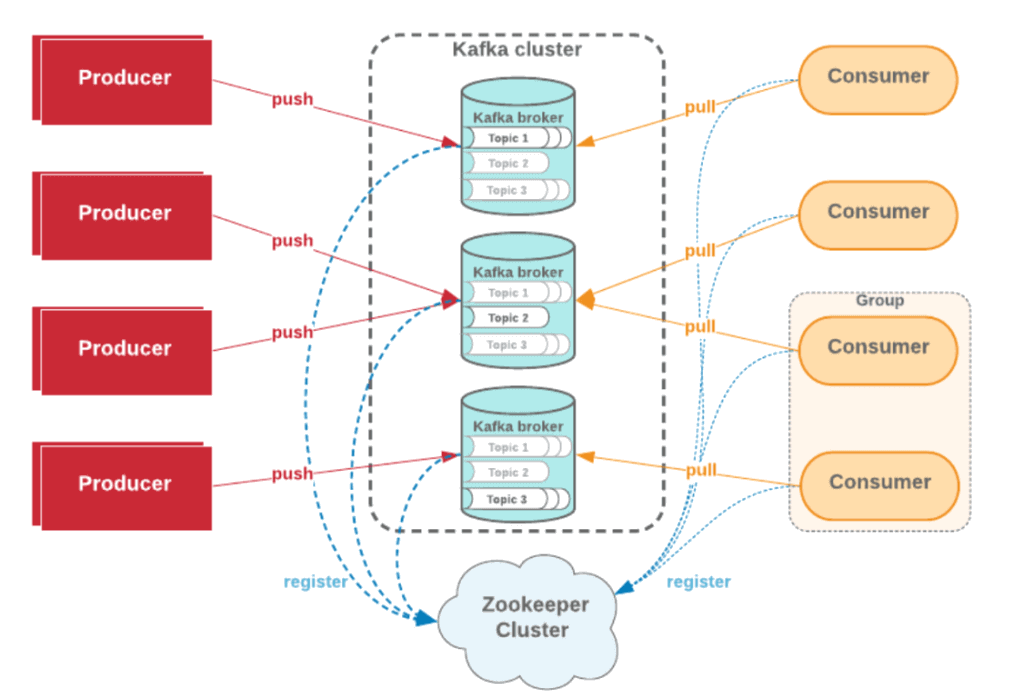 Kafka cluster
Producer
push
Kafka broker
Topic 1
Topic 2
Topic 3
pull
Consumer
Producer
push
Kafka broker
Topic 1
Topic 2
Topic 3
pull
Consumer
Group
Producer
push
pull
Consumer
Kafka broker
Topic 1
Topic 2
Topic 3
Producer
push
pull
Consumer
register
Zookeeper
Cluster
register